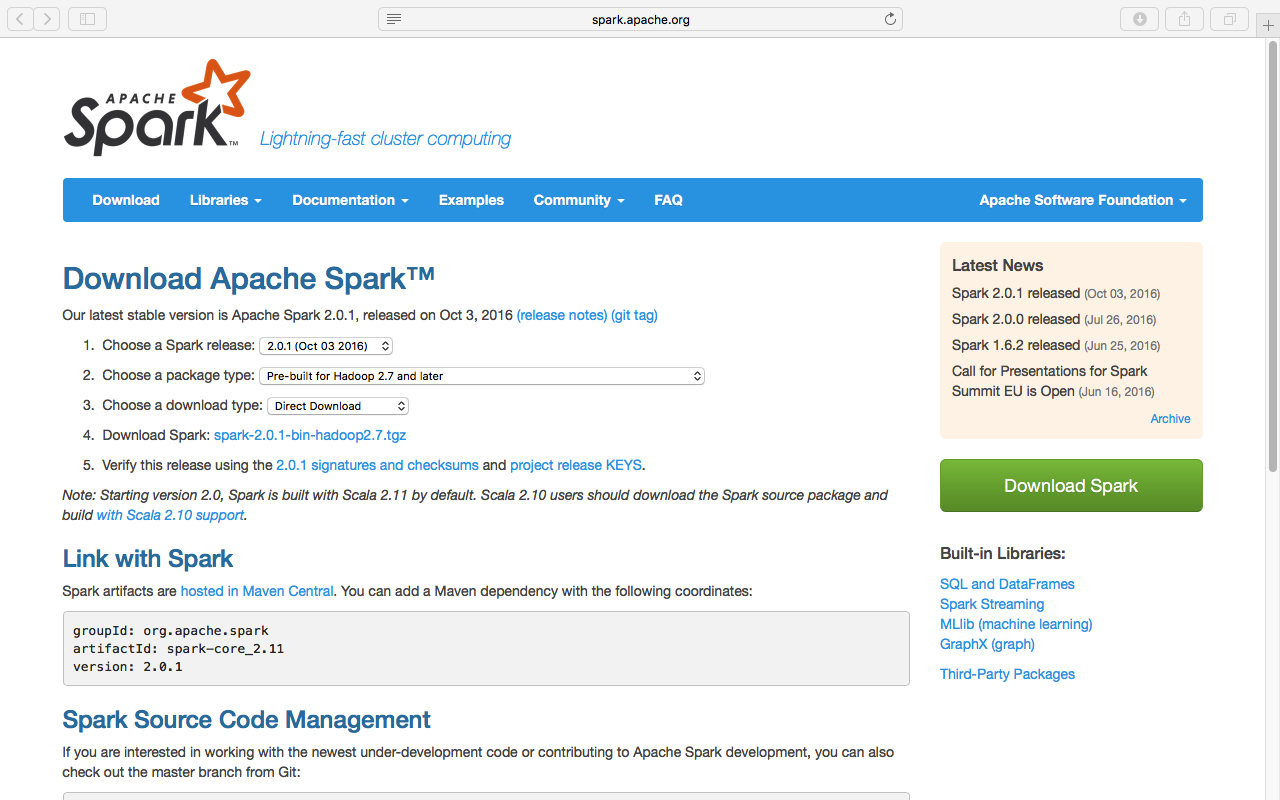 spark.apache.org
APACHE
Spark™
Lightning-fast cluster computing
Download Libraries Documentation Examples Community FAQ Apache Software Foundation
Download Apache Spark™
Our latest stable version is Apache Spark 2.0.1, released on Oct 3, 2016 (release notes) (git tag)
1. Choose a Spark release: 2.0.1 (Oct 03 2016)
2. Choose a package type: Pre-built for Hadoop 2.7 and later
3. Choose a download type: Direct Download
4. Download Spark: spark-2.0.1-bin-hadoop2.7.tgz
5. Verify this release using the 2.0.1 signatures and checksums and project release KEYS.
Note: Starting version 2.0, Spark is built with Scala 2.11 by default. Scala 2.10 users should download the Spark source package and
build with Scala 2.10 support.
Link with Spark
Spark artifacts are hosted in Maven Central. You can add a Maven dependency with the following coordinates:
groupId: org.apache.spark
artifactId: spark-core_2.11
version: 2.0.1
Spark Source Code Management
If you are interested in working with the newest under-development code or contributing to Apache Spark development, you can also
check out the master branch from Git:
Latest News
Spark 2.0.1 released (Oct 03, 2016)
Spark 2.0.0 released (Jul 26, 2016)
Spark 1.6.2 released (Jun 25, 2016)
Call for Presentations for Spark
Summit EU is Open (Jun 16, 2016)
Archive
Download Spark
Built-in Libraries:
SQL and DataFrames
Spark Streaming
MLlib (machine learning)
GraphX (graph)
Third-Party Packages